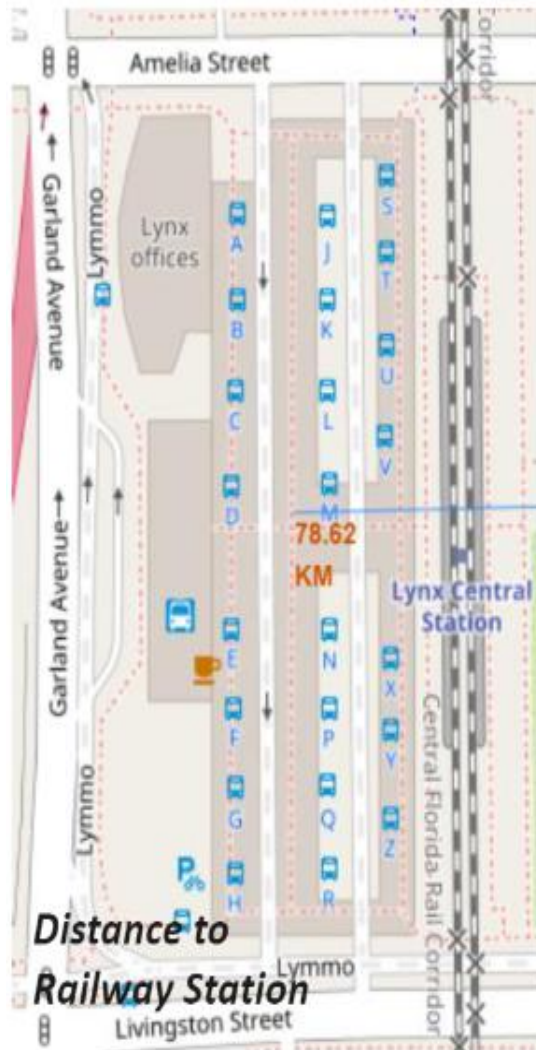 Corridor
Amelia Street
Garland Avenue
Lymmo
Lynx
offices
A
J
S
T
B
K
U
C
L
V
D
M
78.62
KM
Lynx Central
Station
Garland Avenue
E
N
X
F
P
Y
G
Q
Z
H
R
Central Florida Rail Corridor
Lymmo
P
Distance to
Railway Station
Lymmo
Livingston Street